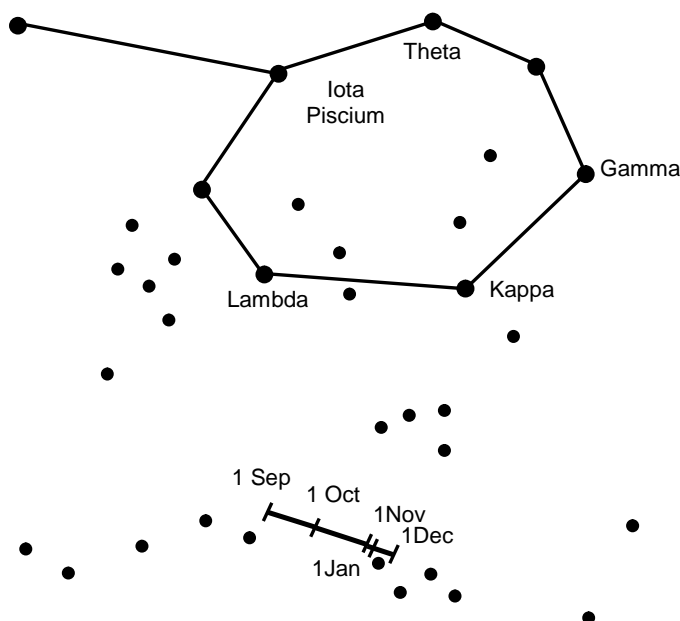 Theta
Iota
Piscium
Gamma
Lambda
Kappa
1 Sep
1 Oct
1Nov
1Dec
1Jan